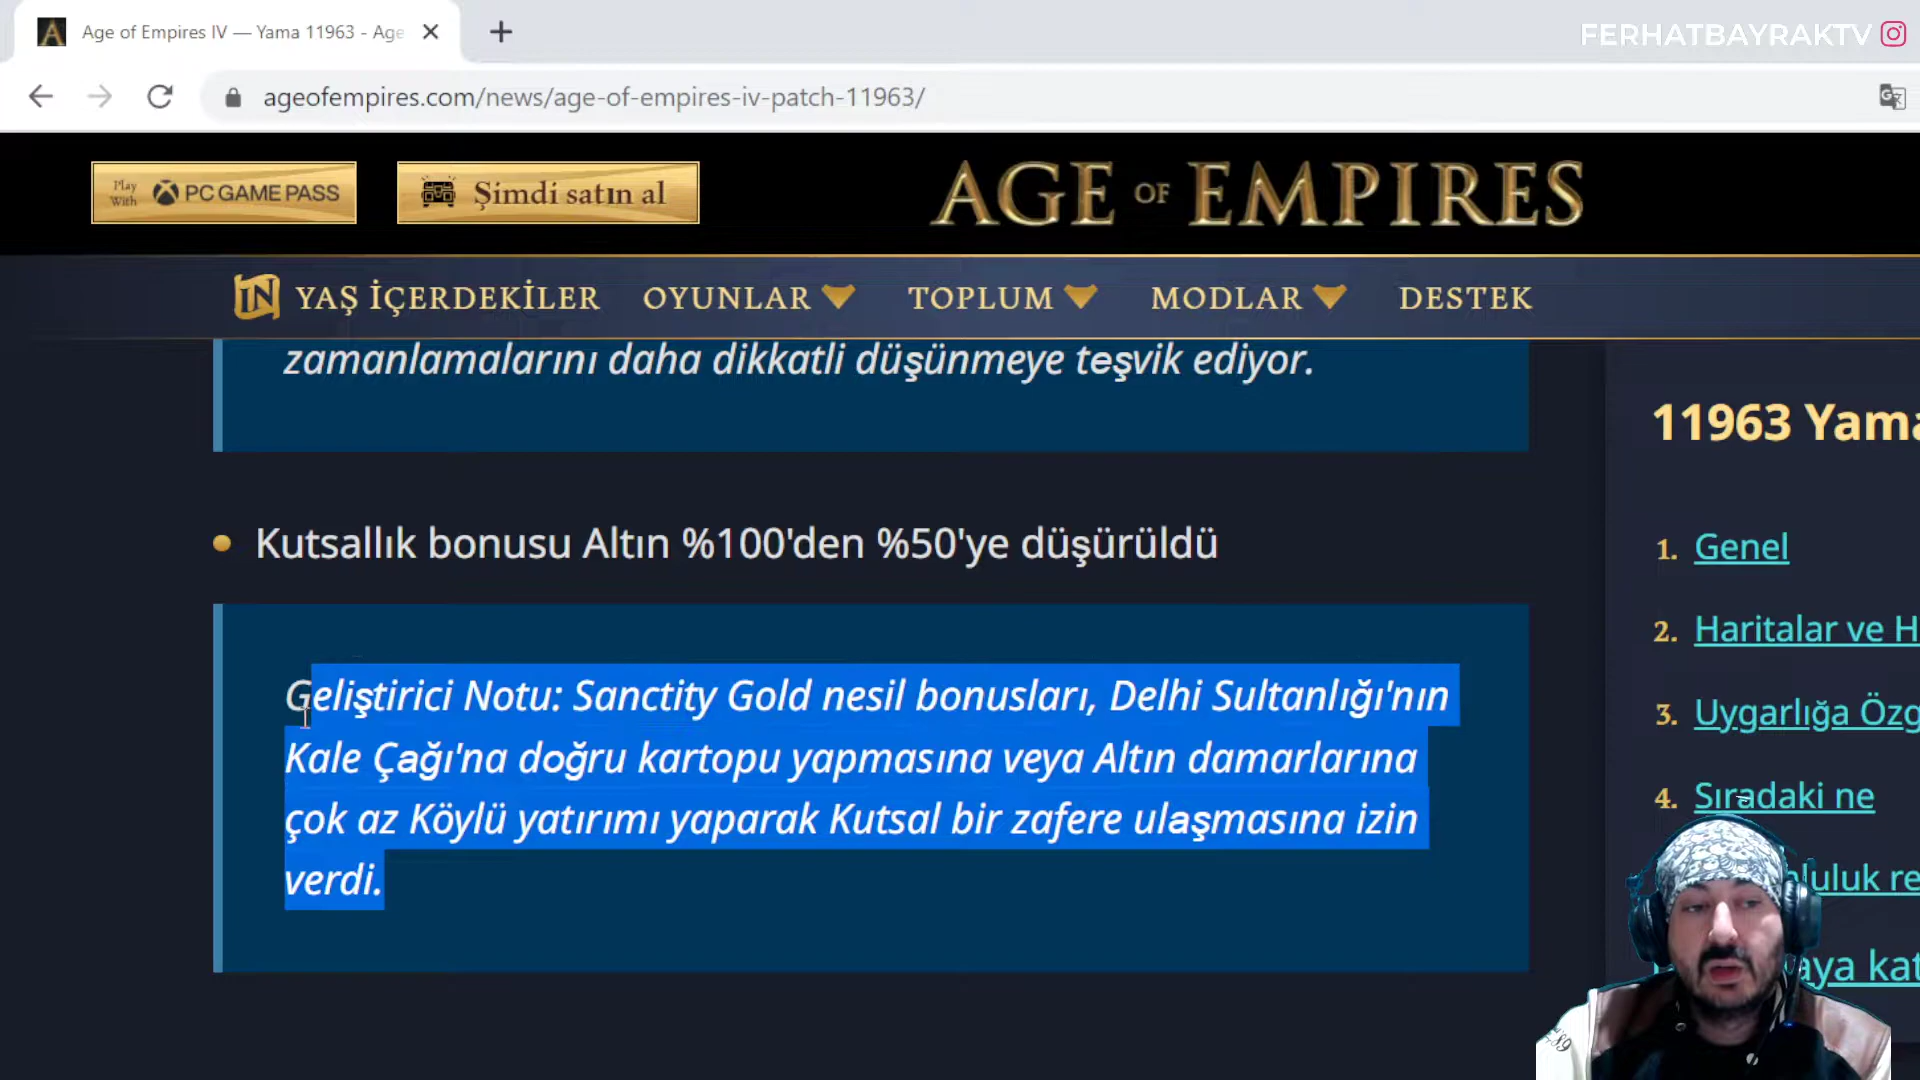 Age of Empires IV — Yama 11963 - Age
FERHATBAYRAKTV
ageofempires.com/news/age-of-empires-iv-patch-11963/
Play With PC GAME PASS
Şimdi satın al
AGE OF EMPIRES
YAŞ İÇERDEKİLER OYUNLAR TOPLUM MODLAR DESTEK
zamanlamalarını daha dikkatli düşünmeye teşvik ediyor.
Kutsallık bonusu Altın %100'den %50'ye düşürüldü
Geliştirici Notu: Sanctity Gold nesil bonusları, Delhi Sultanlığı'nın
Kale Çağı'na doğru kartopu yapmasına veya Altın damarlarına
çok az Köylü yatırımı yaparak Kutsal bir zafere ulaşmasına izin
verdi.
11963 Yama
1. Genel
2. Haritalar ve H
3. Uygarlığa Özg
4. Sıradaki ne
luluk re
aya kat